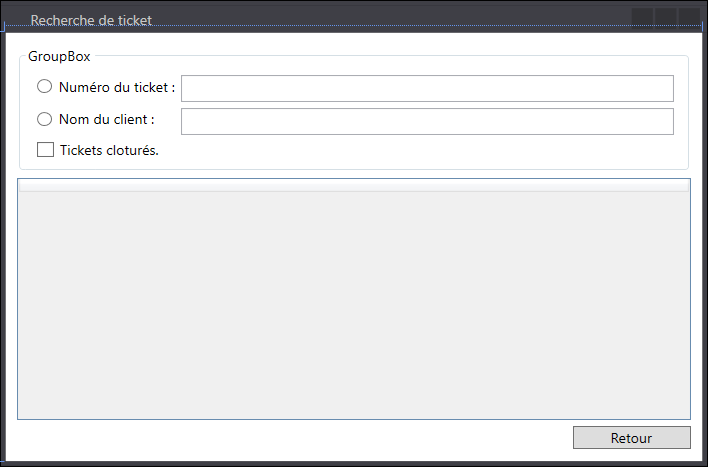 Recherche de ticket
GroupBox
Numéro du ticket :
Nom du client :
Tickets cloturés.
Retour